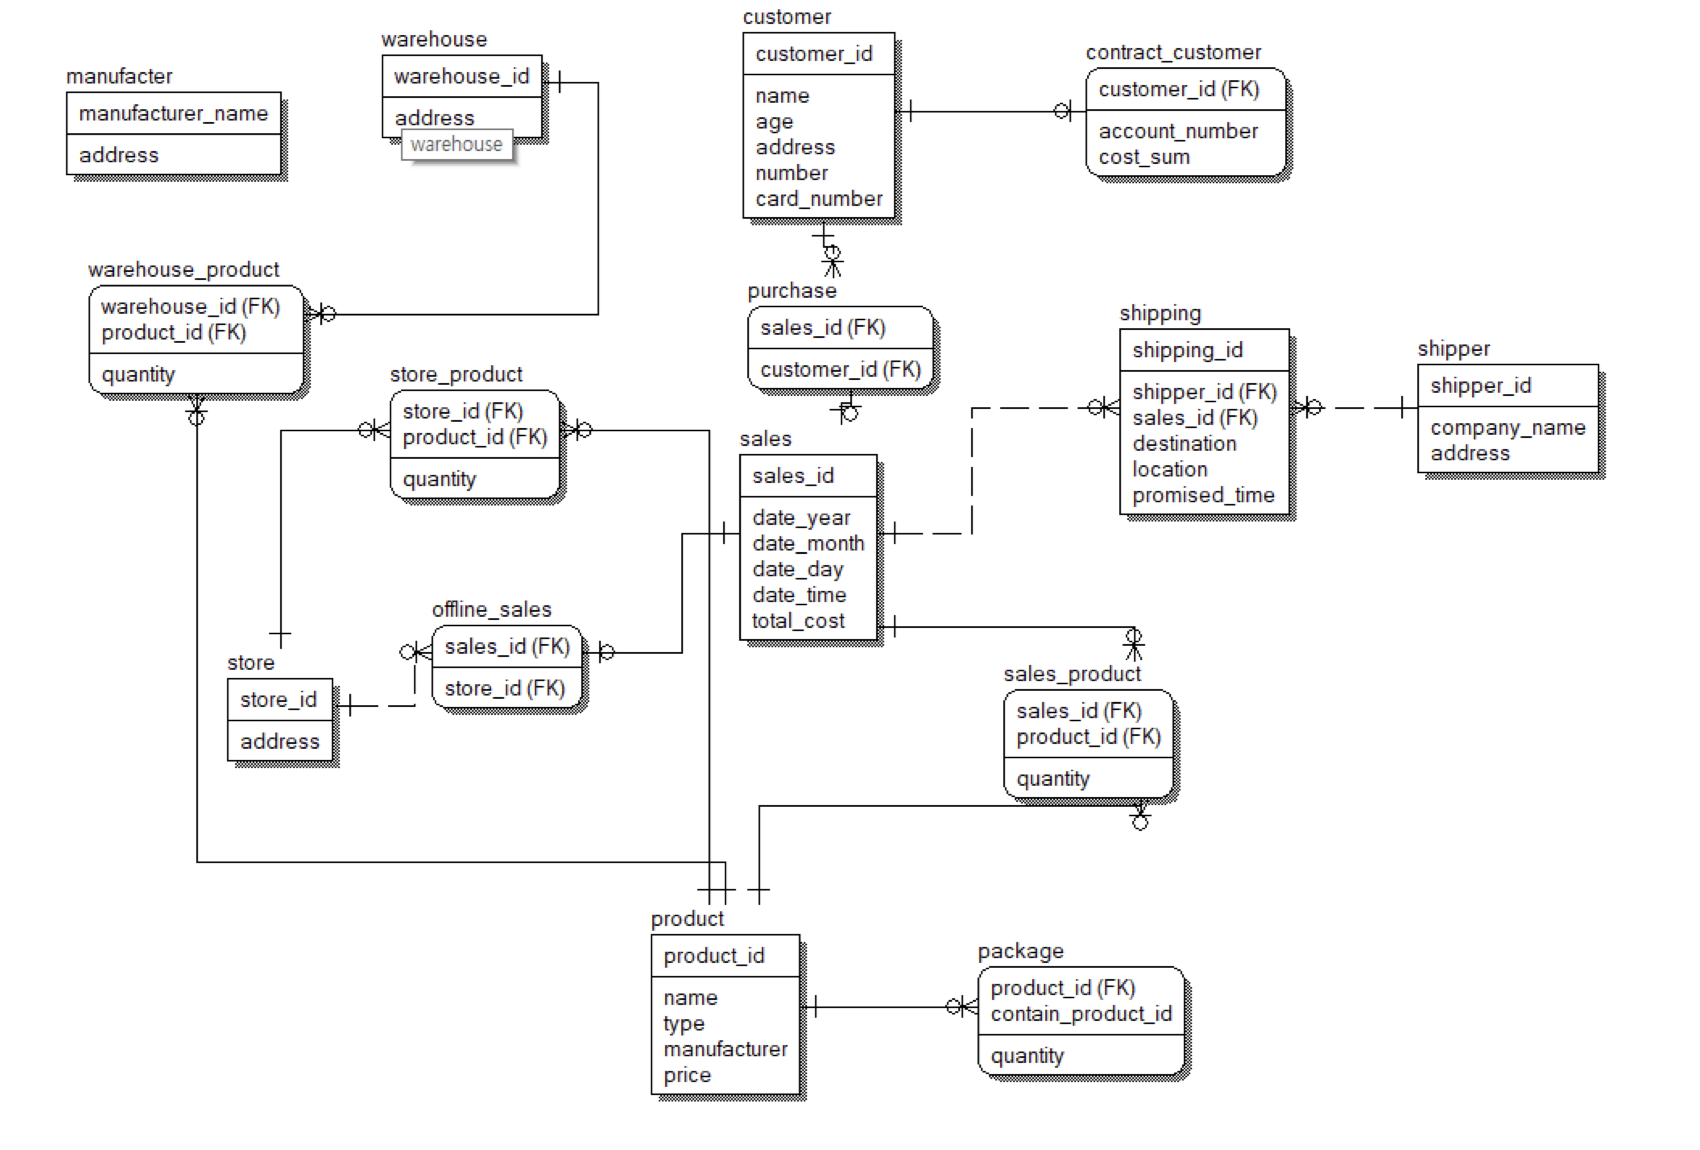 customer
customer_id
name
age
address
number
card_number
warehouse
warehouse_id
address
warehouse
contract_customer
customer_id (FK)
account_number
cost_sum
manufacter
manufacturer_name
address
warehouse_product
warehouse_id (FK)
product_id (FK)
quantity
purchase
sales_id (FK)
customer_id (FK)
shipping
shipping_id
shipper_id (FK)
sales_id (FK)
destination
location
promised_time
shipper
shipper_id
company_name
address
store_product
store_id (FK)
product_id (FK)
quantity
sales
sales_id
date_year
date_month
date_day
date_time
total_cost
offline_sales
sales_id (FK)
store_id (FK)
store
store_id
address
sales_product
sales_id (FK)
product_id (FK)
quantity
product
product_id
name
type
manufacturer
price
package
product_id (FK)
contain_product_id
quantity